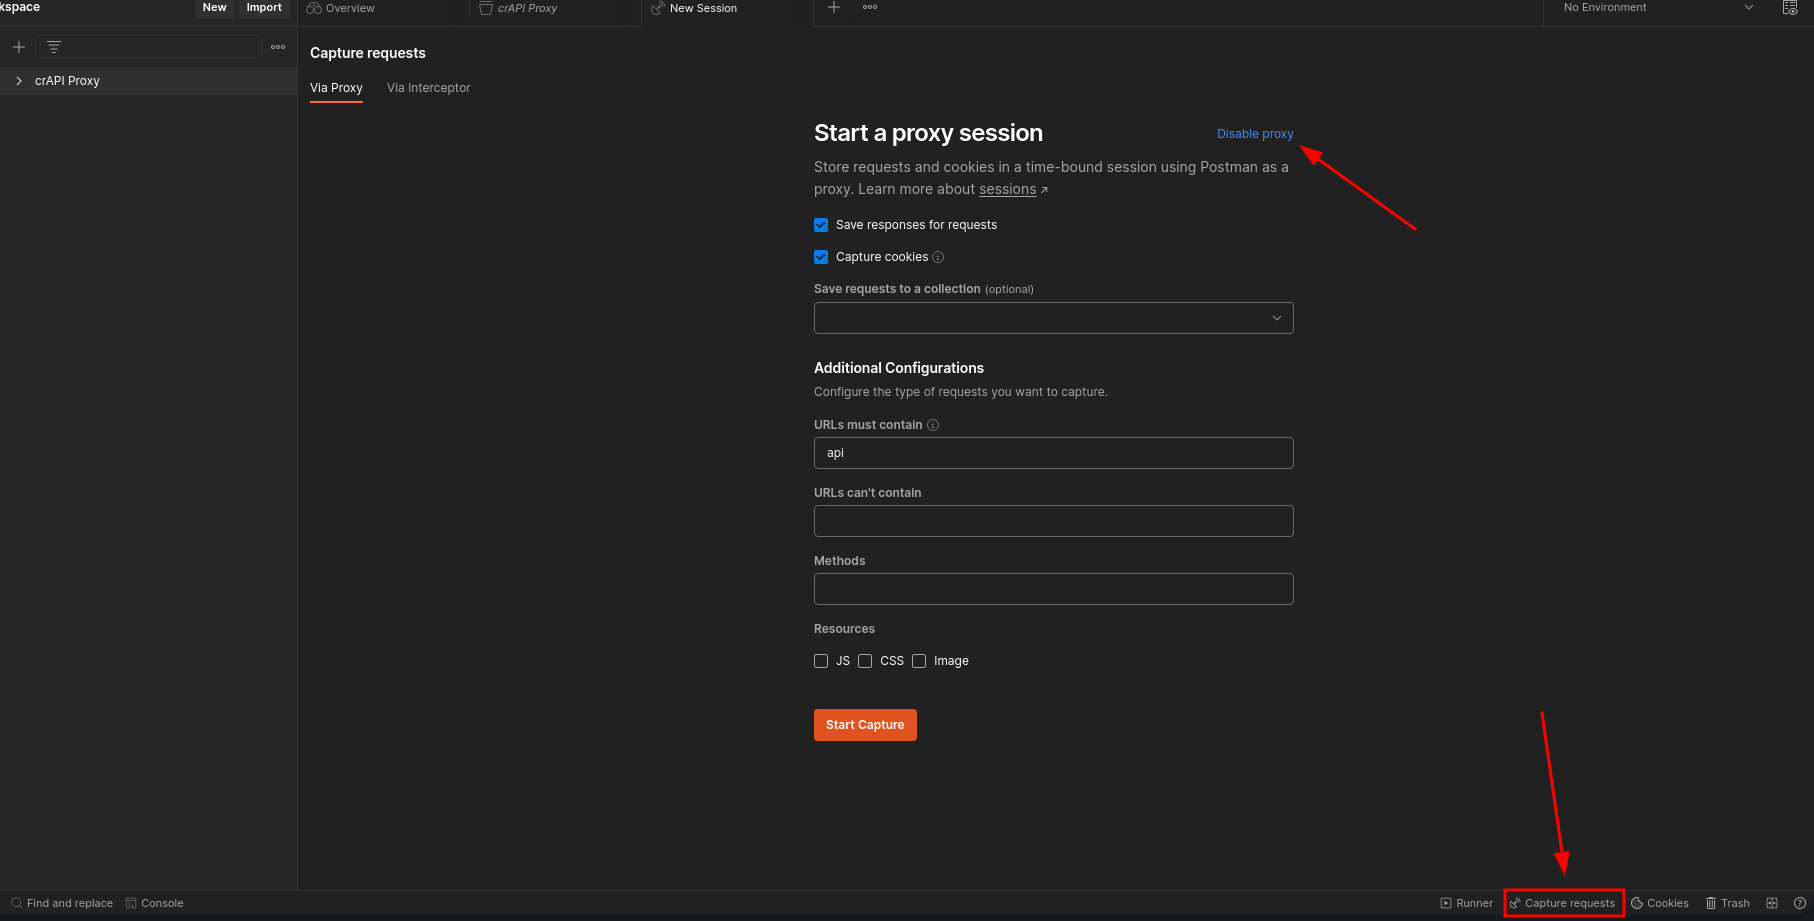 kspace
New
Import
Overview
crAPI Proxy
New Session
No Environment
crAPI Proxy
Capture requests
Via Proxy
Via Interceptor
Start a proxy session
Disable proxy
Store requests and cookies in a time-bound session using Postman as a
proxy. Learn more about sessions ↗
Save responses for requests
Capture cookies
Save requests to a collection (optional)
Additional Configurations
Configure the type of requests you want to capture.
URLs must contain
api
URLs can't contain
Methods
Resources
JS
CSS
Image
Start Capture
Find and replace
Console
Runner
Capture requests
Cookies
Trash